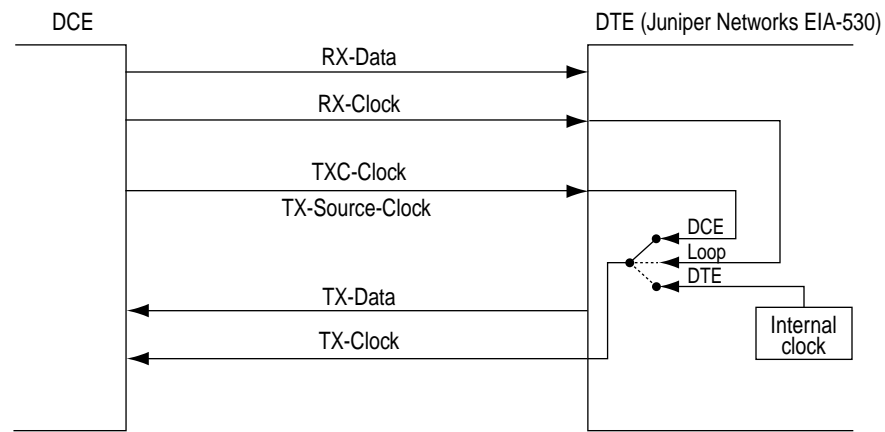 DCE
DTE (Juniper Networks EIA-530)
RX-Data
RX-Clock
TXC-Clock
TX-Source-Clock
DCE
Loop
DTE
TX-Data
Internal
clock
TX-Clock